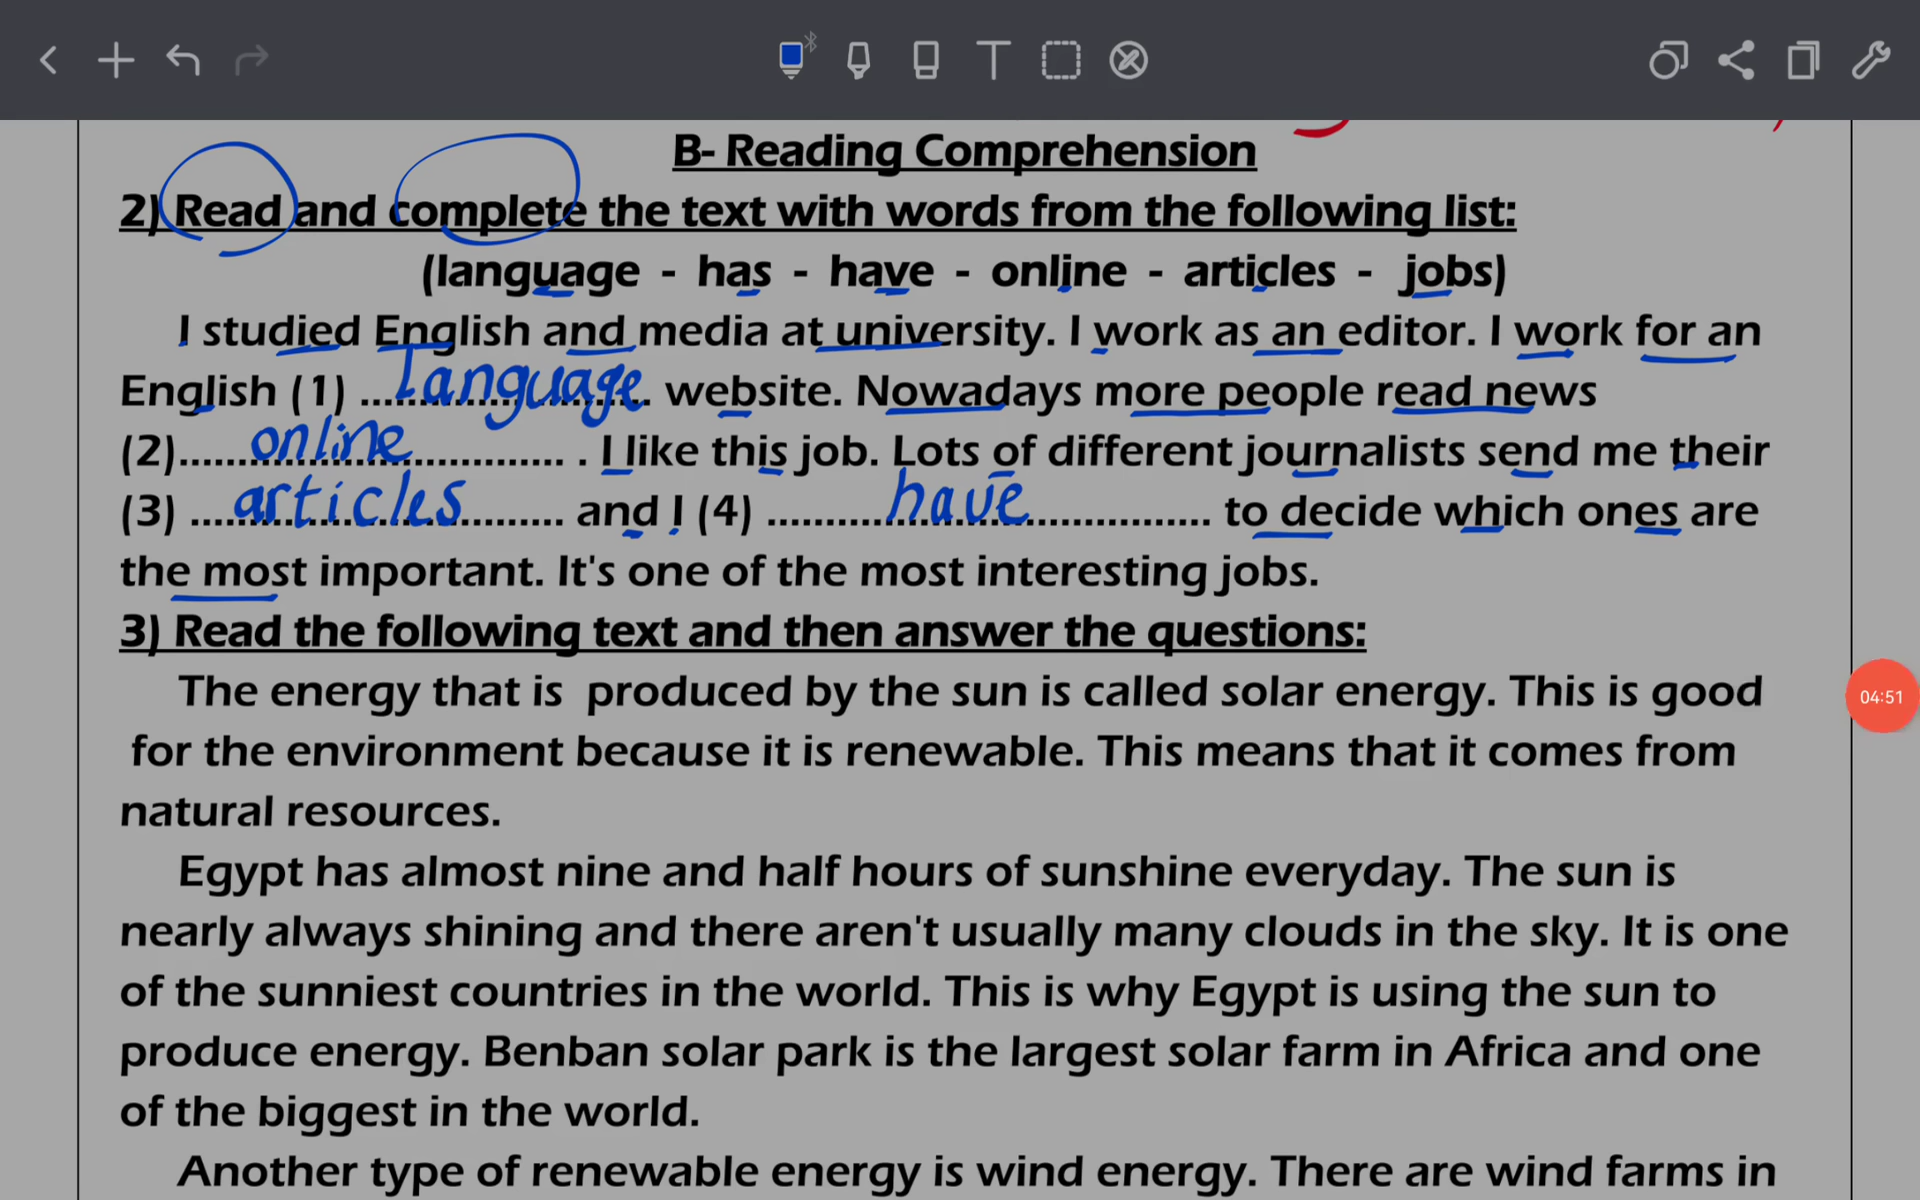 B- Reading Comprehension
2) Read and complete the text with words from the following list:
(language - has - have - online - articles - jobs)
I studied English and media at university. I work as an editor. I work for an
English (1) ....language.... website. Nowadays more people read news
(2)....online.... . I like this job. Lots of different journalists send me their
(3) ....articles.... and I (4) ....have.... to decide which ones are
the most important. It's one of the most interesting jobs.
3) Read the following text and then answer the questions:
The energy that is produced by the sun is called solar energy. This is good
for the environment because it is renewable. This means that it comes from
natural resources.
04:51
Egypt has almost nine and half hours of sunshine everyday. The sun is
nearly always shining and there aren't usually many clouds in the sky. It is one
of the sunniest countries in the world. This is why Egypt is using the sun to
produce energy. Benban solar park is the largest solar farm in Africa and one
of the biggest in the world.
Another type of renewable energy is wind energy. There are wind farms in